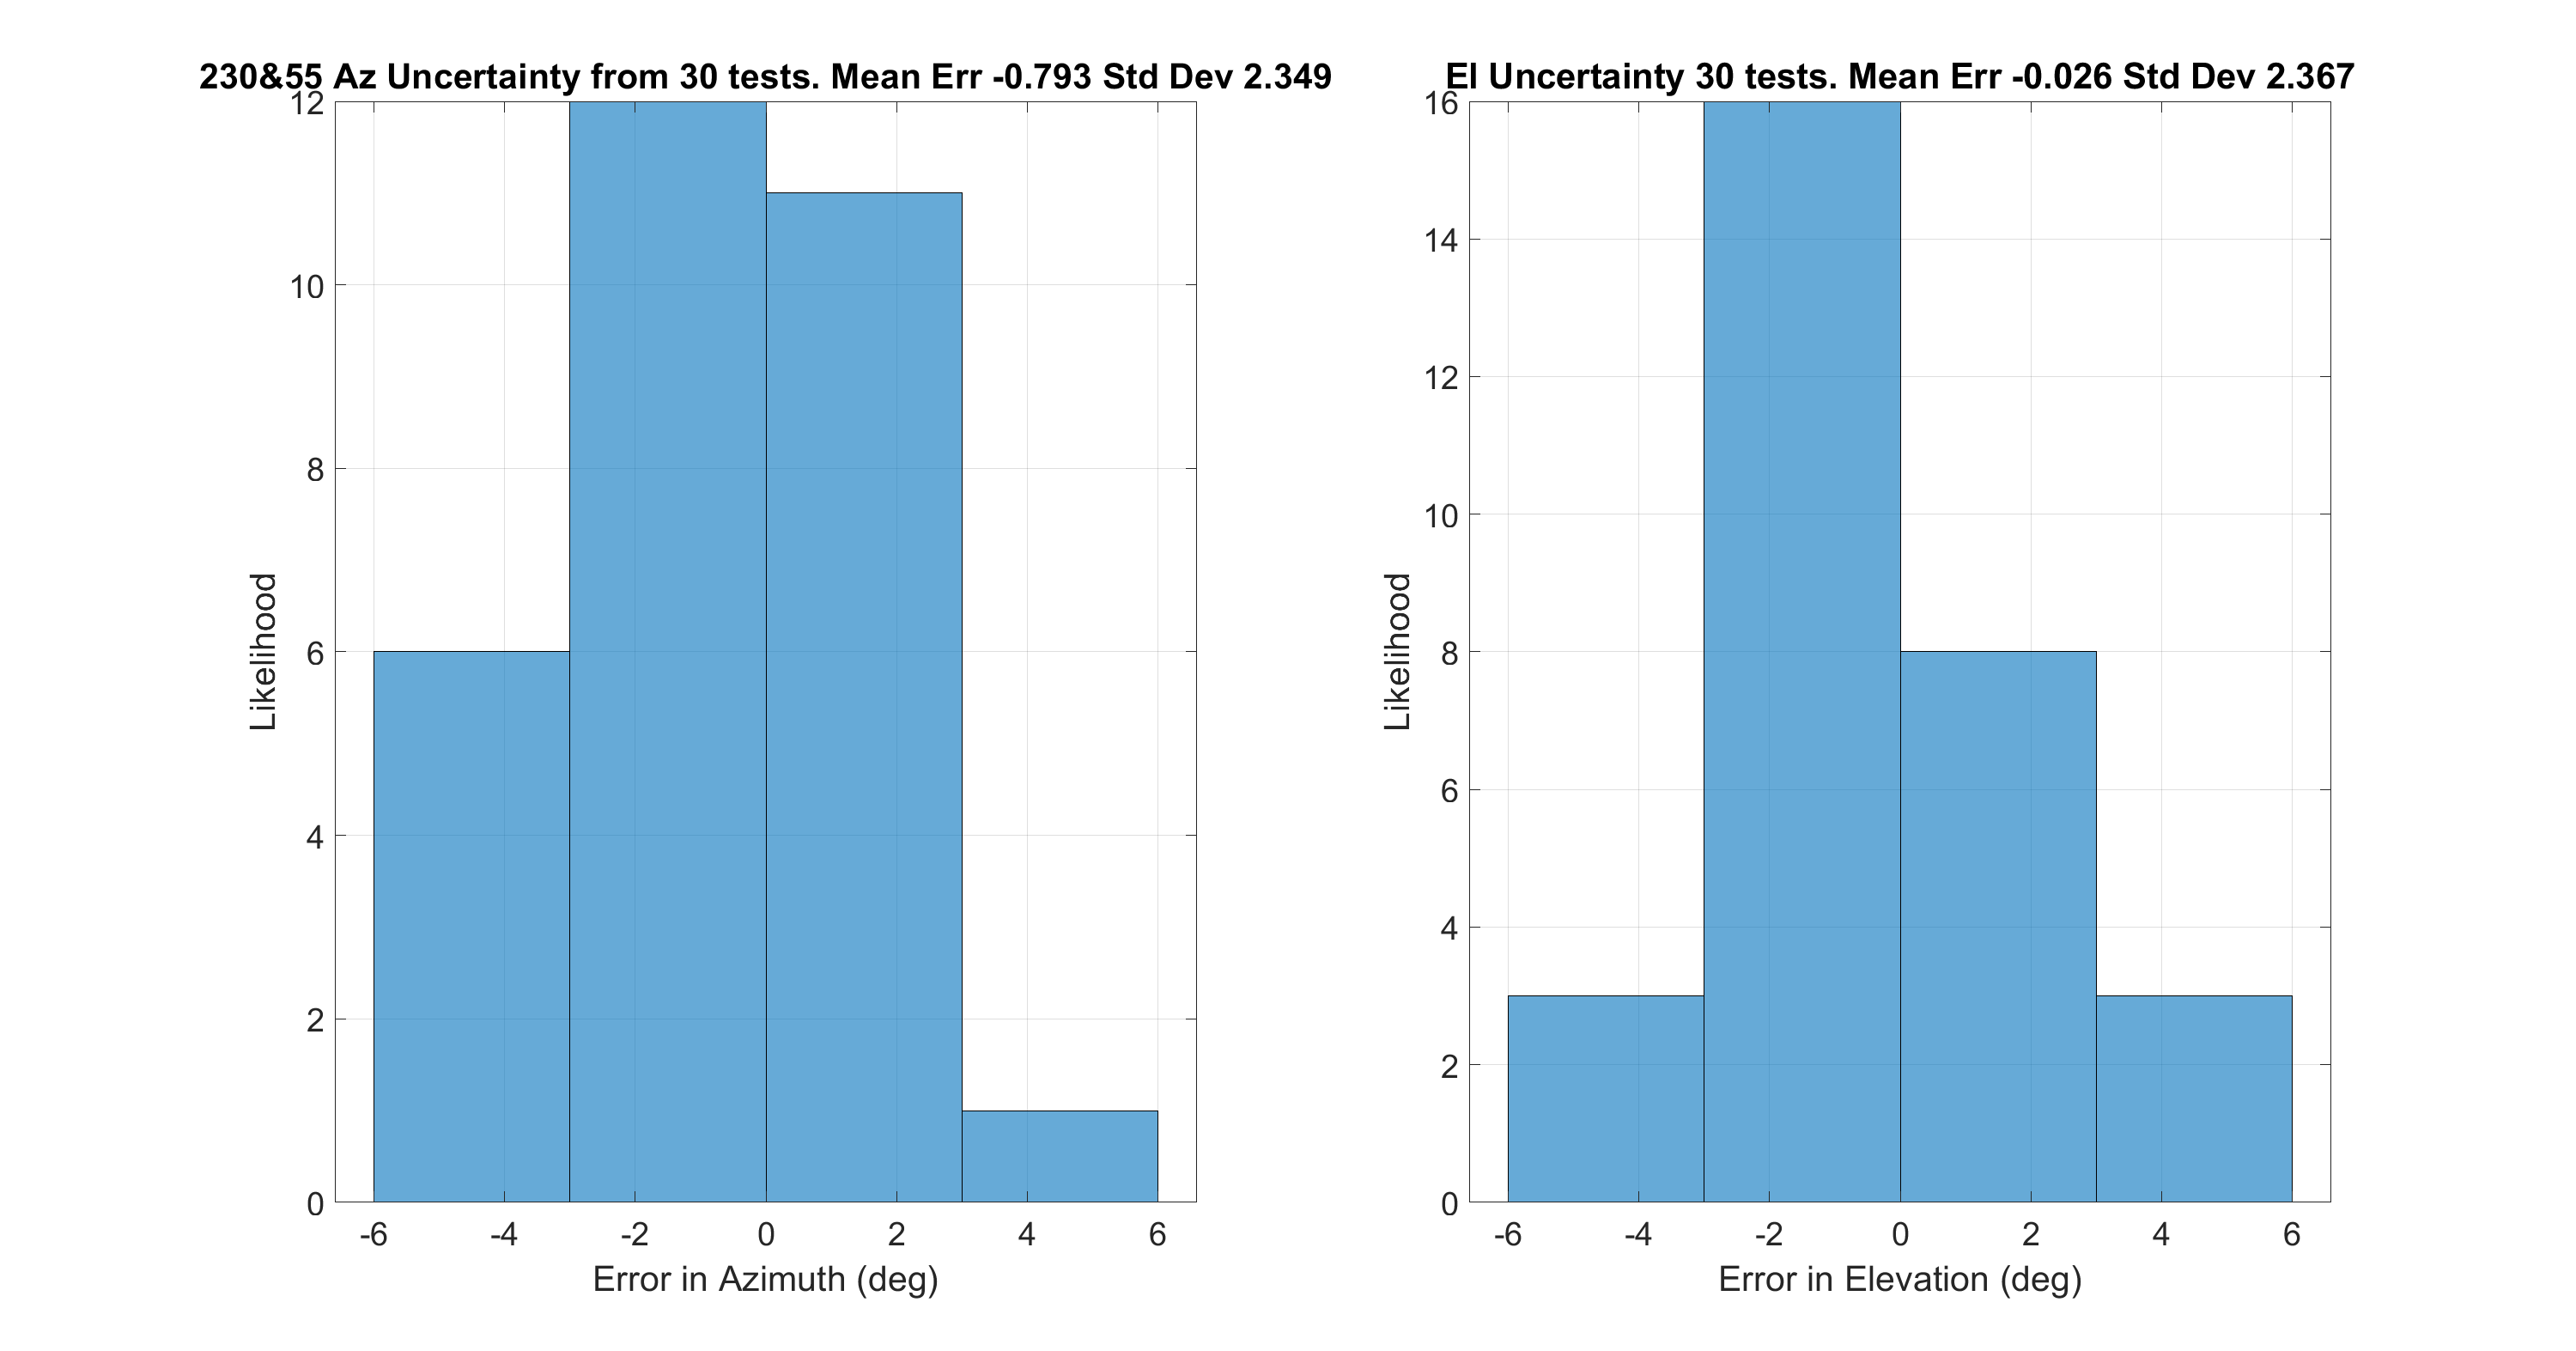 230&55 Az Uncertainty from 30 tests. Mean Err -0.793 Std Dev 2.349
12
10
8
6
4
2
0
Likelihood
-6 -4 -2 0 2 4 6
Error in Azimuth (deg)
El Uncertainty 30 tests. Mean Err -0.026 Std Dev 2.367
16
14
12
10
8
6
4
2
0
Likelihood
-6 -4 -2 0 2 4 6
Error in Elevation (deg)